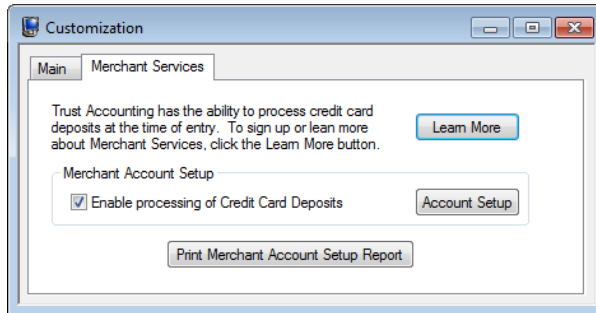 Customization
Main Merchant Services
Trust Accounting has the ability to process credit card
deposits at the time of entry. To sign up or lean more
about Merchant Services, click the Learn More button.
Learn More
Merchant Account Setup
Enable processing of Credit Card Deposits
Account Setup
Print Merchant Account Setup Report